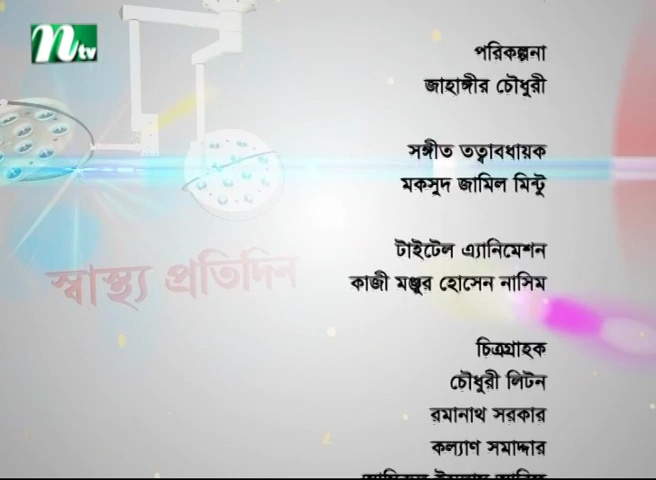 ntv
পরিকল্পনা
জাহাঙ্গীর চৌধুরী
সঙ্গীত তত্বাবধায়ক
মকসুদ জামিল মিন্টু
টাইটেল এ্যানিমেশন
কাজী মঞ্জুর হোসেন নাসিম
স্বাস্থ্য প্রতিদিন
চিত্রগ্রাহক
চৌধুরী লিটন
রমানাথ সরকার
কল্যাণ সমাদ্দার